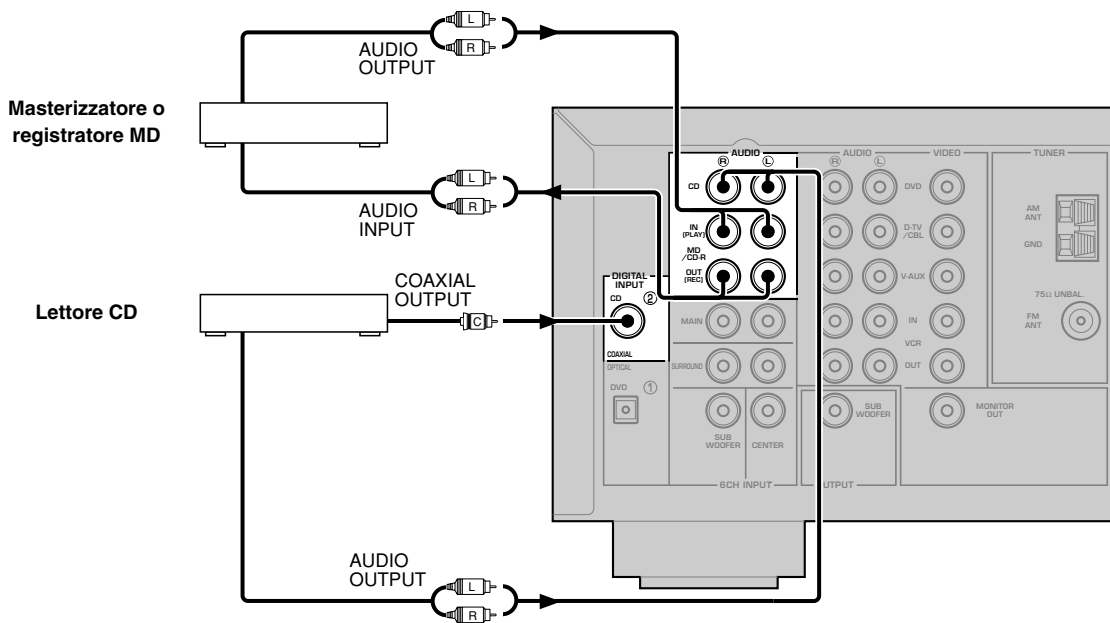 L
R
AUDIO
OUTPUT
Masterizzatore o
registratore MD
L
R
AUDIO
INPUT
COAXIAL
OUTPUT
C
Lettore CD
AUDIO
OUTPUT
L
R
AUDIO
R L
CD
IN
(PLAY)
MD
/CD-R
OUT
(REC)
DIGITAL
INPUT
CD 2
COAXIAL
OPTICAL
DVD 1
MAIN
SURROUND
SUB
WOOFER
CENTER
6CH INPUT
AUDIO
R L
VIDEO
DVD
D-TV
/CBL
V-AUX
IN
VCR
OUT
SUB
WOOFER
UTPUT
MONITOR
OUT
TUNER
AM
ANT
GND
75Ω UNBAL.
FM
ANT